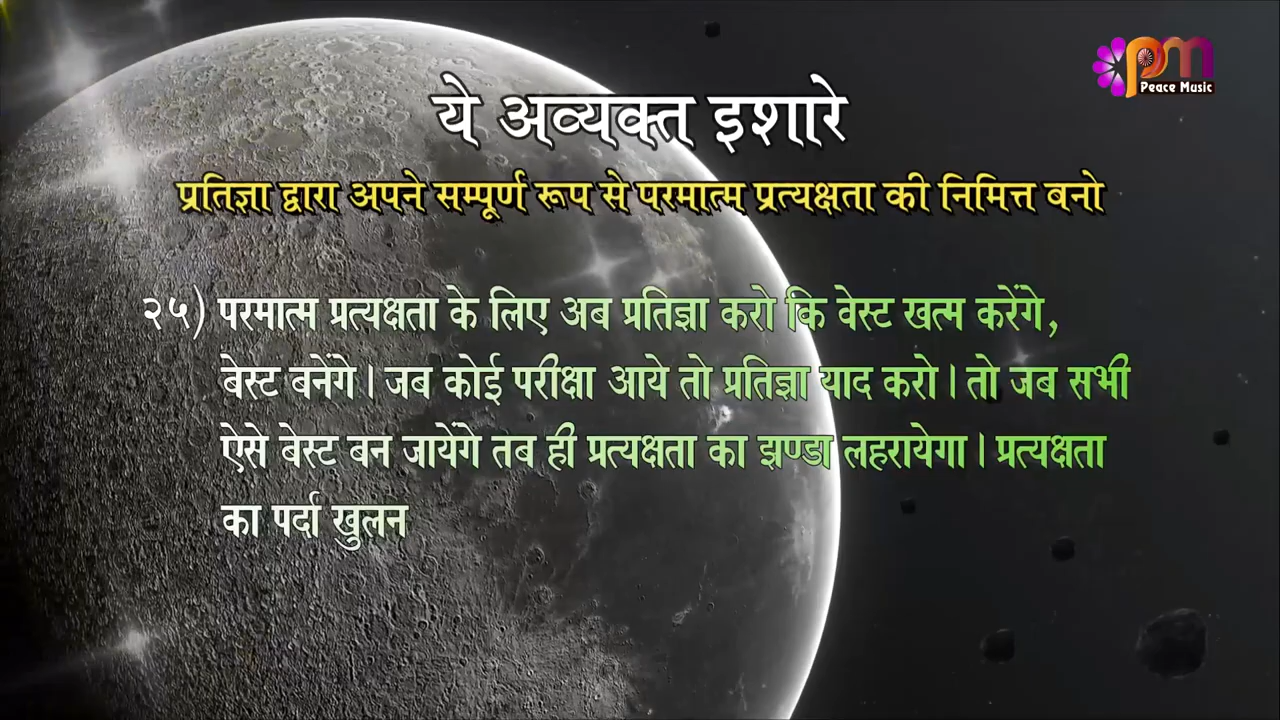 pm
Peace Music
ये अव्यक्त इशारे
प्रतिज्ञा द्वारा अपने सम्पूर्ण रूप से परमात्म प्रत्यक्षता की निमित्त बनो
२५) परमात्म प्रत्यक्षता के लिए अब प्रतिज्ञा करो कि वेस्ट खत्म करेंगे,
बेस्ट बनेंगे। जब कोई परीक्षा आये तो प्रतिज्ञा याद करो। तो जब सभी
ऐसे बेस्ट बन जायेंगे तब ही प्रत्यक्षता का झण्डा लहरायेगा। प्रत्यक्षता
का पर्दा खुलन